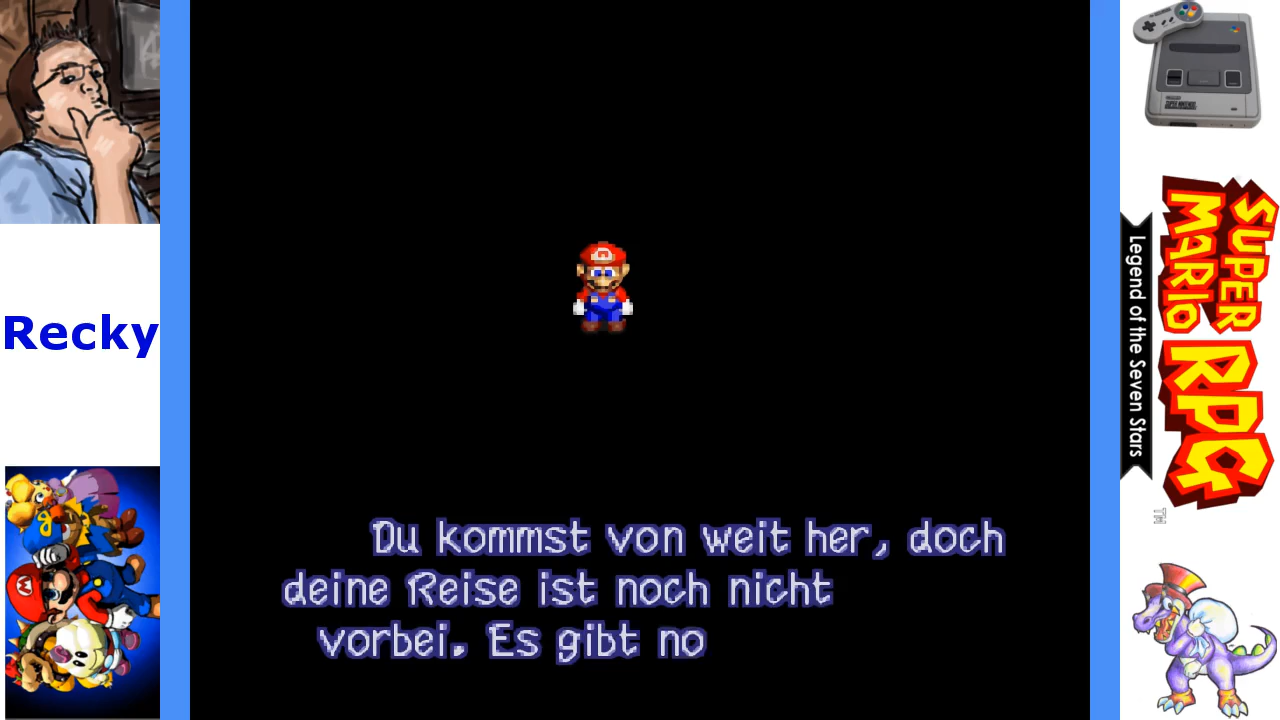 Recky
Du kommst von weit her, doch
deine Reise ist noch nicht
vorbei. Es gibt no
SUPER
MARIO
RPG
Legend of the Seven Stars
TM